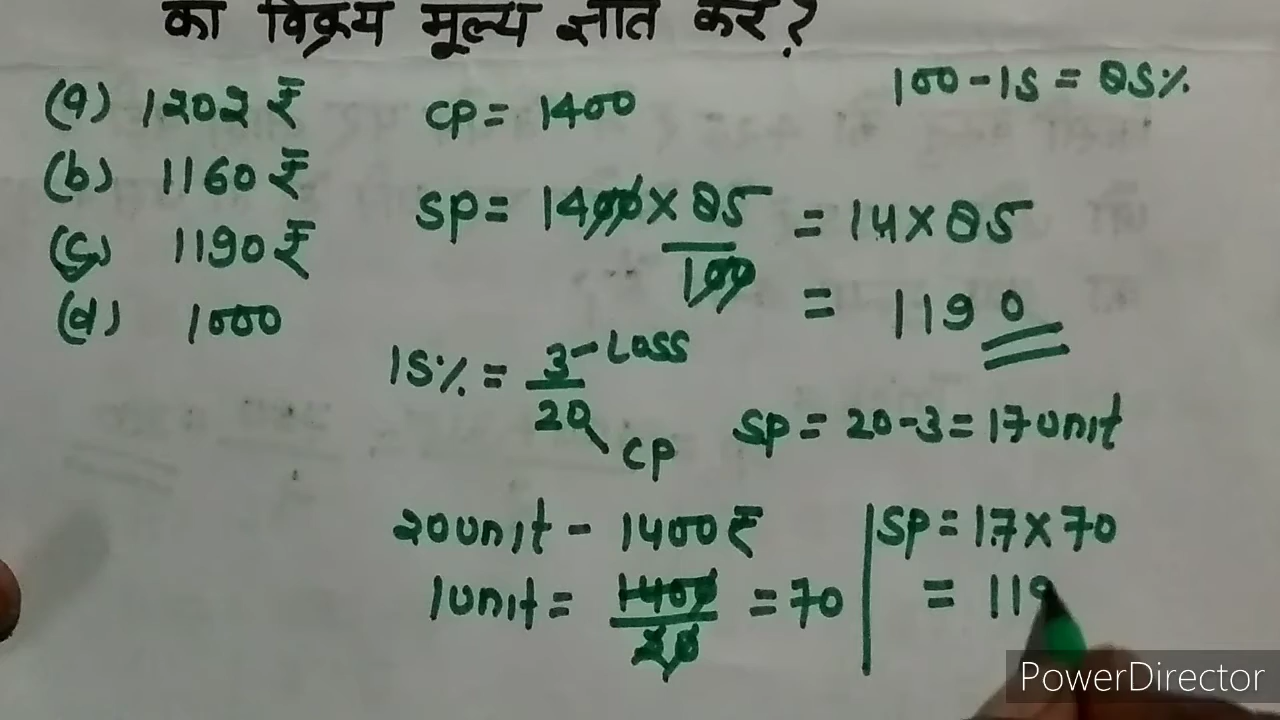 का विक्रय मूल्य ज्ञात करे?
(a) 1202 ₹
(b) 1160 ₹
(c) 1190 ₹
(d) 1000
CP = 1400
100 - 15 = 85%
SP = 1400 × 85 / 100 = 14 × 85
= 1190
15% = 3/20
Loss
CP
SP = 20 - 3 = 17 unit
20 unit - 1400 ₹
1 unit = 1400/20 = 70
SP = 17 × 70
= 119
PowerDirector